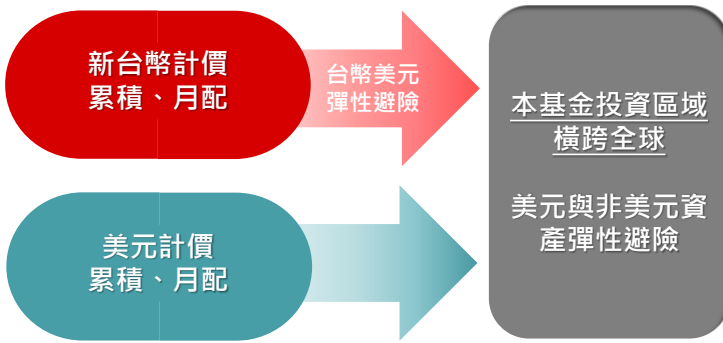 新台幣計價
累積、月配
台幣美元
彈性避險
本基金投資區域
橫跨全球
美元與非美元資
產彈性避險
美元計價
累積、月配